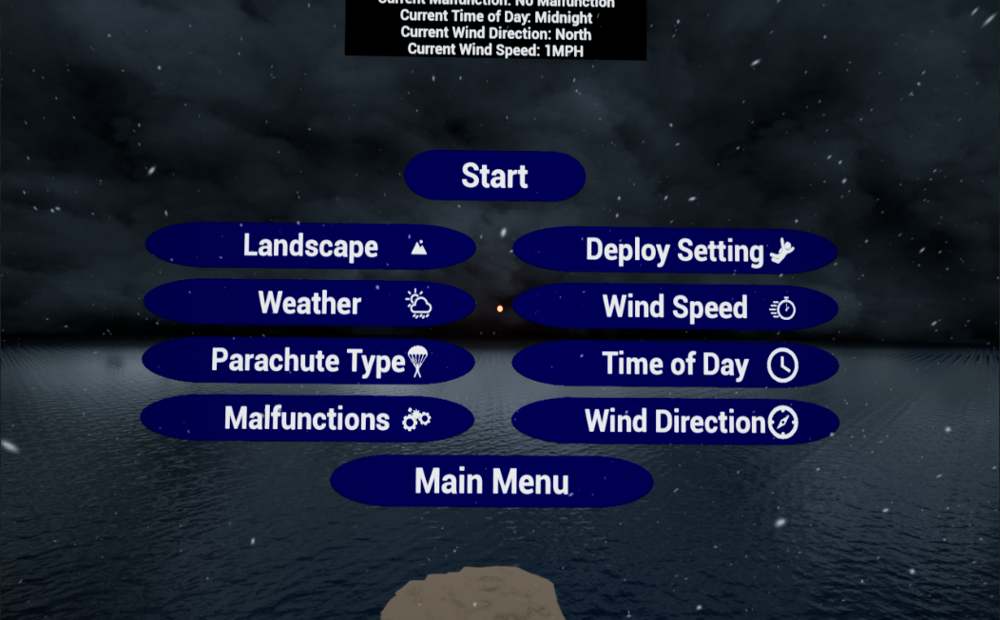 Current Malfunction: No Malfunction
Current Time of Day: Midnight
Current Wind Direction: North
Current Wind Speed: 1MPH
Start
Landscape
Deploy Setting
Weather
Wind Speed
Parachute Type
Time of Day
Malfunctions
Wind Direction
Main Menu